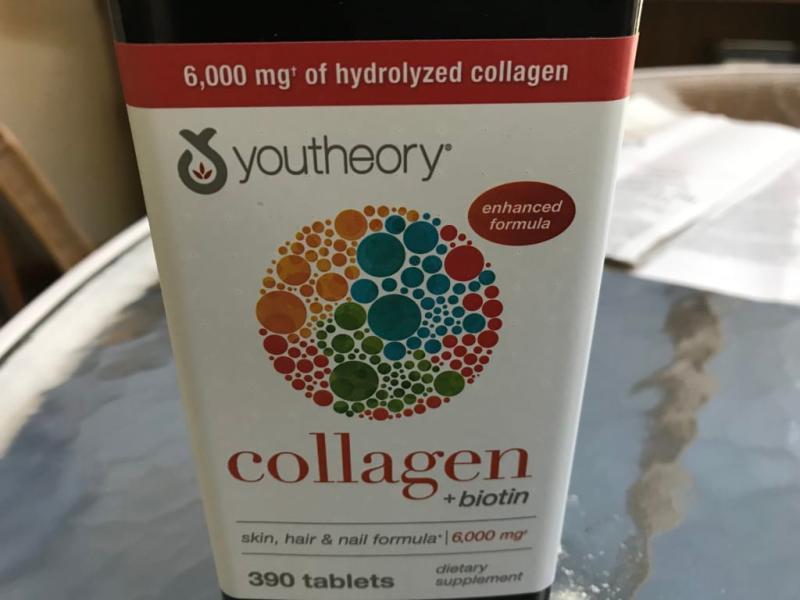 6,000 mg† of hydrolyzed collagen
youtheory®
enhanced
formula
collagen
+biotin
skin, hair & nail formula* | 6,000 mg†
390 tablets
dietary
supplement